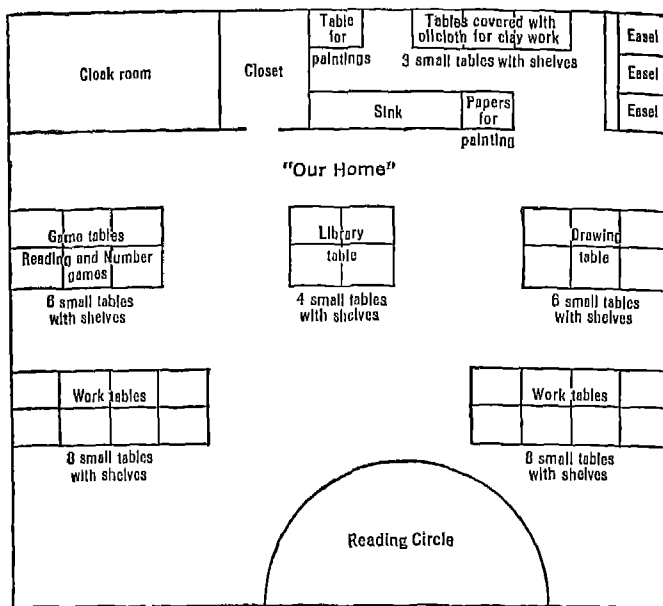 Table
for
paintings
Tables covered with
oilcloth for clay work
3 small tables with shelves
Easel
Easel
Easel
Cloak room
Closet
Sink
Papers
for
painting
"Our Home"
Game tables
Reading and Number
games
6 small tables
with shelves
Library
table
4 small tables
with shelves
Drawing
table
6 small tables
with shelves
Work tables
8 small tables
with shelves
Work tables
8 small tables
with shelves
Reading Circle